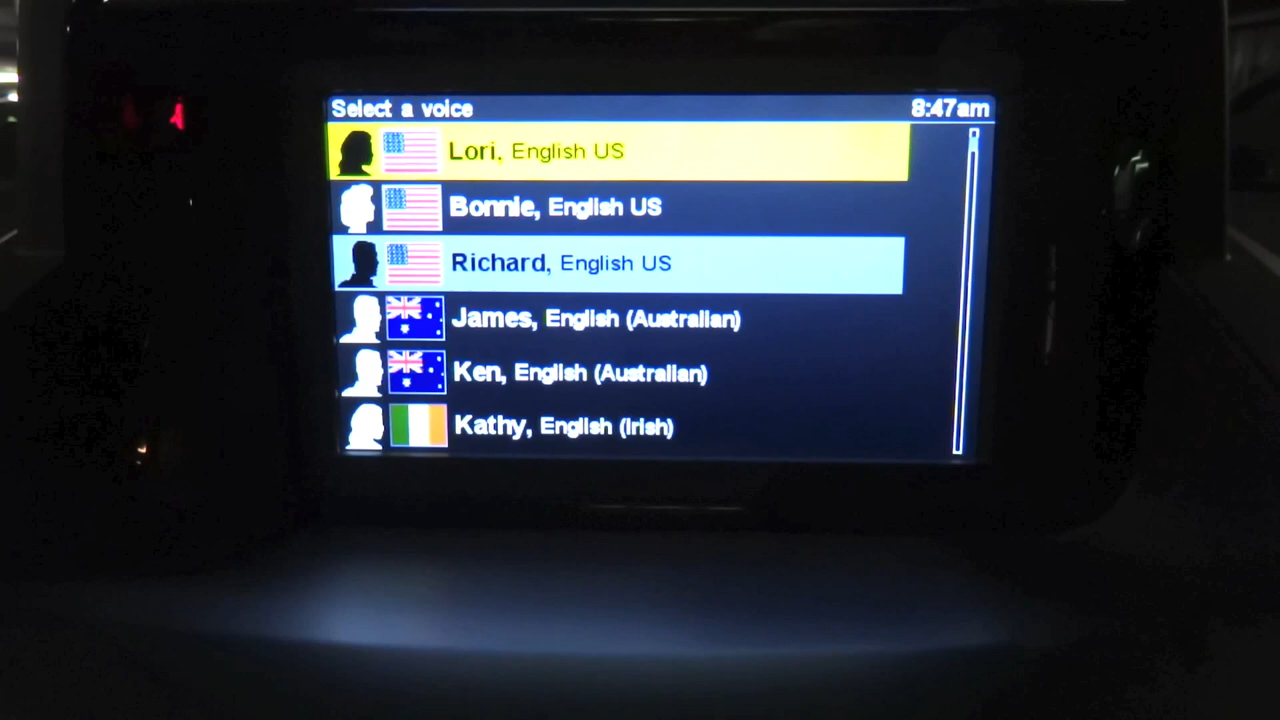 Select a voice 8:47am
Lori, English US
Bonnie, English US
Richard, English US
James, English (Australian)
Ken, English (Australian)
Kathy, English (Irish)